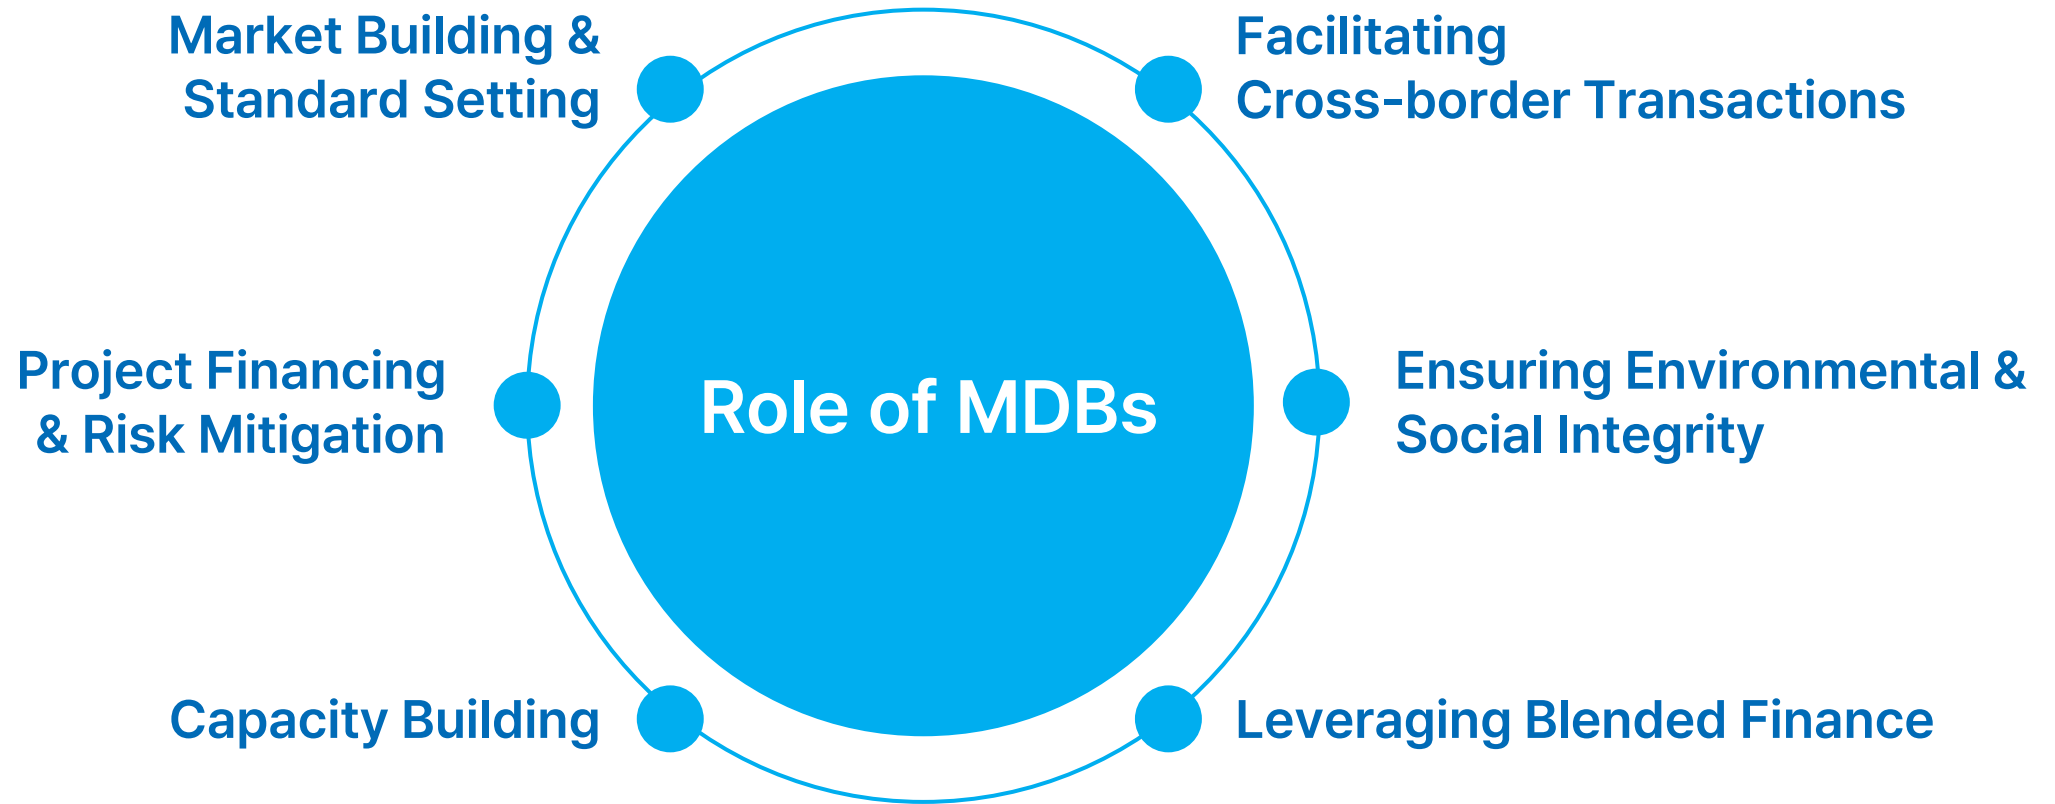 Market Building &
Standard Setting
Facilitating
Cross-border Transactions
Project Financing
& Risk Mitigation
Role of MDBs
Ensuring Environmental &
Social Integrity
Capacity Building
Leveraging Blended Finance